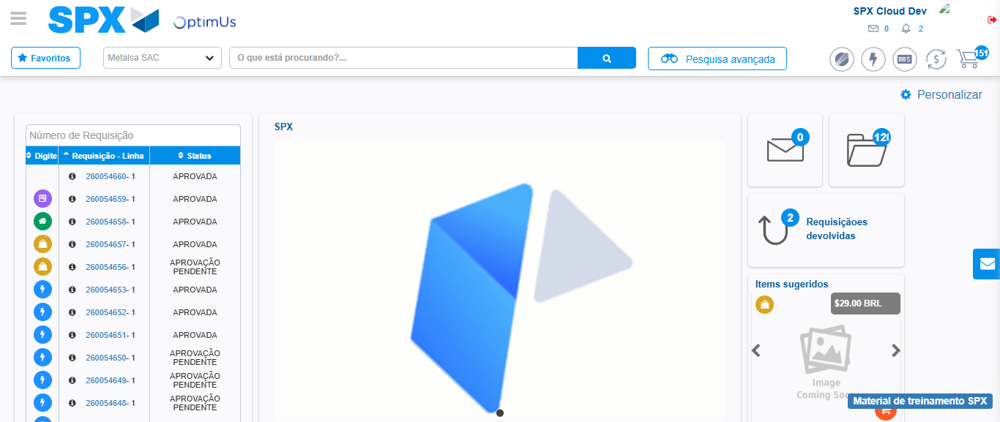 SPX
OptimUs
SPX Cloud Dev
0 2
Favoritos
Metalsa SAC
O que está procurando?...
Pesquisa avançada
151
Personalizar
Número de Requisição
Digite Requisição - Linha Status
260054660- 1 APROVADA
260054659- 1 APROVADA
260054658- 1 APROVADA
260054657- 1 APROVADA
260054656- 1 APROVAÇÃO PENDENTE
260054653- 1 APROVADA
260054652- 1 APROVADA
260054651- 1 APROVADA
260054650- 1 APROVAÇÃO PENDENTE
260054649- 1 APROVAÇÃO PENDENTE
260054648- 1 APROVAÇÃO PENDENTE
SPX
0
2
Requisiçãoes
devolvidas
Items sugeridos
$29.00 BRL
Image
Coming
Material de treinamento SPX